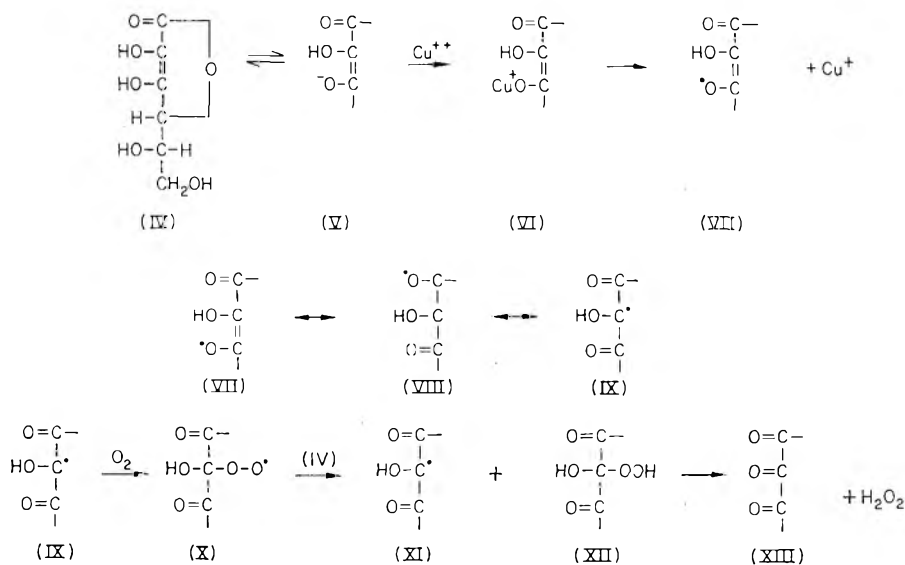 O=C O=C— O=C— O=C—
HO–C HO–C Cu++ HO–C HO–C
HO–C O ⁻O–C Cu⁺O–C •O–C + Cu⁺
H–C
HO–C–H
CH₂OH
(IV) (V) (VI) (VII)
O=C— •O–C— O=C—
HO–C HO–C HO–C•
•O–C O=C O=C
(VII) (VIII) (IX)
O=C— O=C— O=C— O=C— O=C—
HO–C• O₂ HO–C–O–O• (IV) HO–C• + HO–C–OOH O=C + H₂O₂
O=C O=C O=C O=C O=C
(IX) (X) (XI) (XII) (XIII)